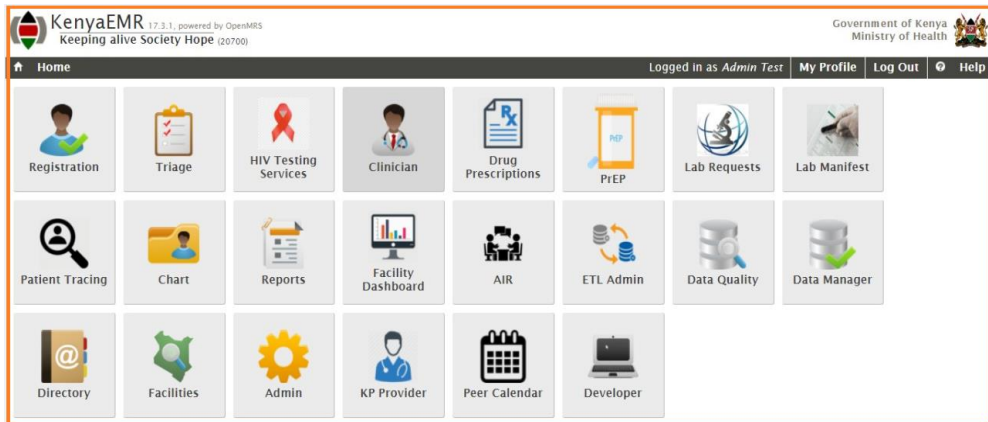 KenyaEMR 17.3.1, powered by OpenMRS
Keeping alive Society Hope (20700)
Government of Kenya
Ministry of Health
Home
Logged in as Admin Test My Profile Log Out ? Help
Registration
Triage
HIV Testing
Services
Clinician
Rx
Drug
Prescriptions
PrEP
PrEP
Lab Requests
Lab Manifest
Patient Tracing
Chart
Reports
Facility
Dashboard
AIR
ETL Admin
Data Quality
Data Manager
@
Directory
Facilities
Admin
KP Provider
Peer Calendar
Developer